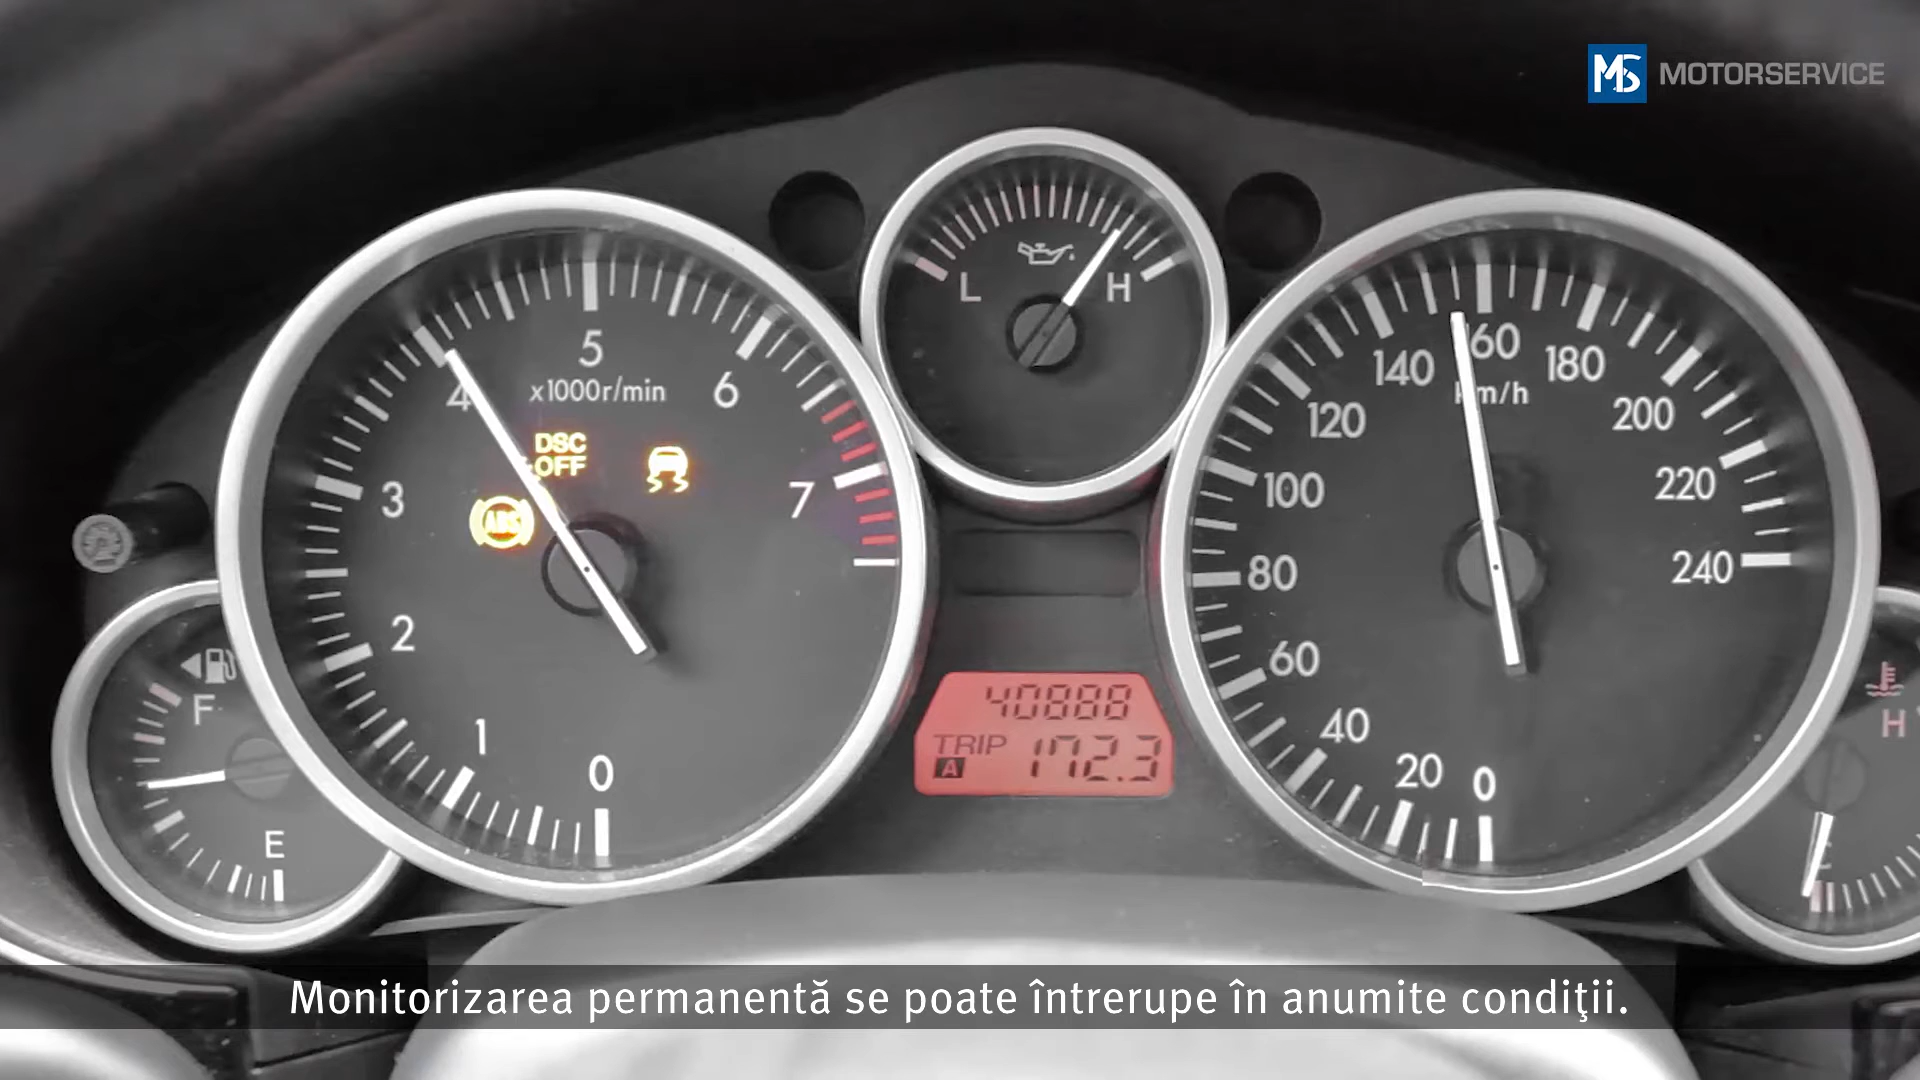 MS MOTORSERVICE
L
H
5
x1000r/min
4
6
DSC
OFF
ABS
3
7
2
1
0
F
E
40888
TRIP
A 172.3
160
km/h
140
180
120
200
100
220
80
240
60
40
20
0
H
C
Monitorizarea permanentă se poate întrerupe în anumite condiţii.